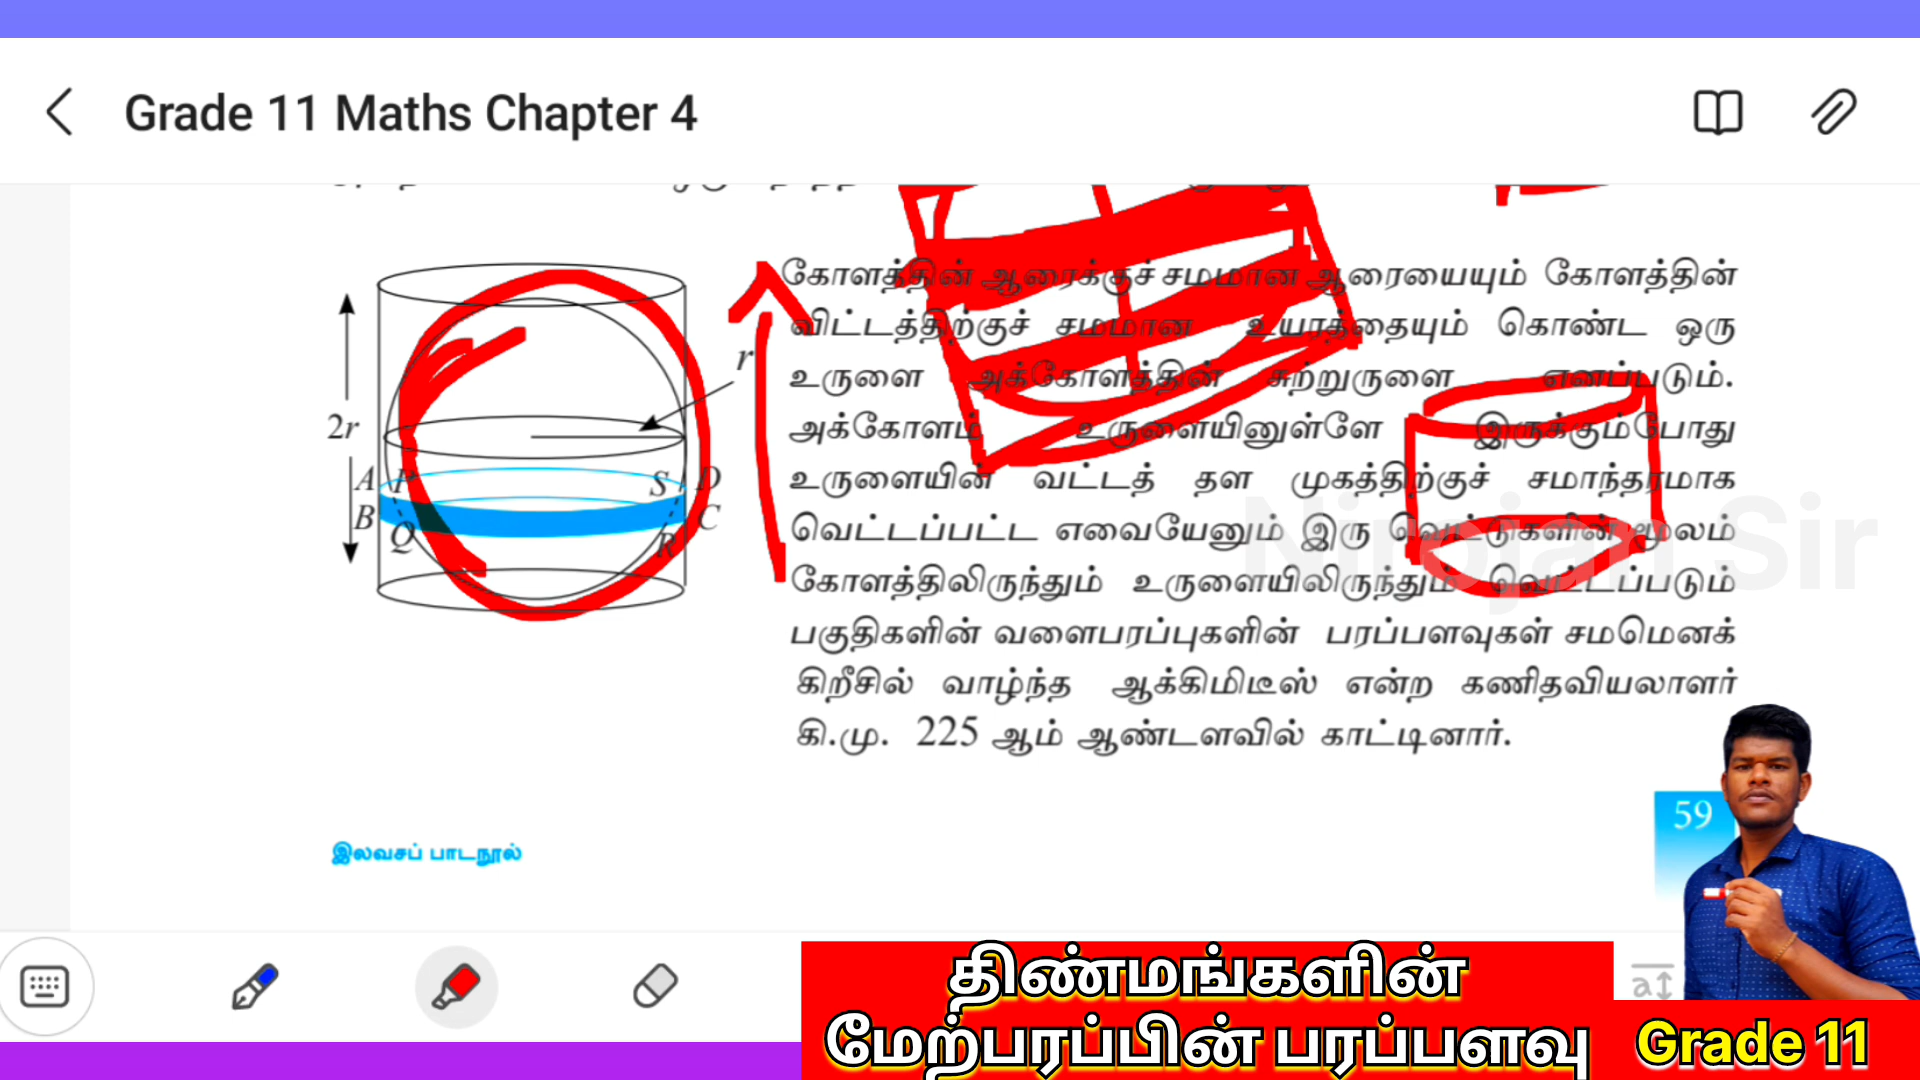 Grade 11 Maths Chapter 4
கோளத்தின் ஆரைக்குச் சமமான ஆரையையும் கோளத்தின்
விட்டத்திற்குச் சமமான உயரத்தையும் கொண்ட ஒரு
உருளை அக்கோளத்தின் சுற்றுருளை எனப்படும்.
அக்கோளம் உருளையினுள்ளே இருக்கும்போது
உருளையின் வட்டத் தள முகத்திற்குச் சமாந்தரமாக
வெட்டப்பட்ட எவையேனும் இரு வெட்டுகளின் மூலம்
கோளத்திலிருந்தும் உருளையிலிருந்தும் வெட்டப்படும்
பகுதிகளின் வளைபரப்புகளின் பரப்பளவுகள் சமமெனக்
கிரீசில் வாழ்ந்த ஆக்கிமிடீஸ் என்ற கணிதவியலாளர்
கி.மு. 225 ஆம் ஆண்டளவில் காட்டினார்.
r
2r
A P S D
B C
Q R
Nirojan Sir
59
இலவசப் பாடநூல்
திண்மங்களின்
மேற்பரப்பின் பரப்பளவு
Grade 11